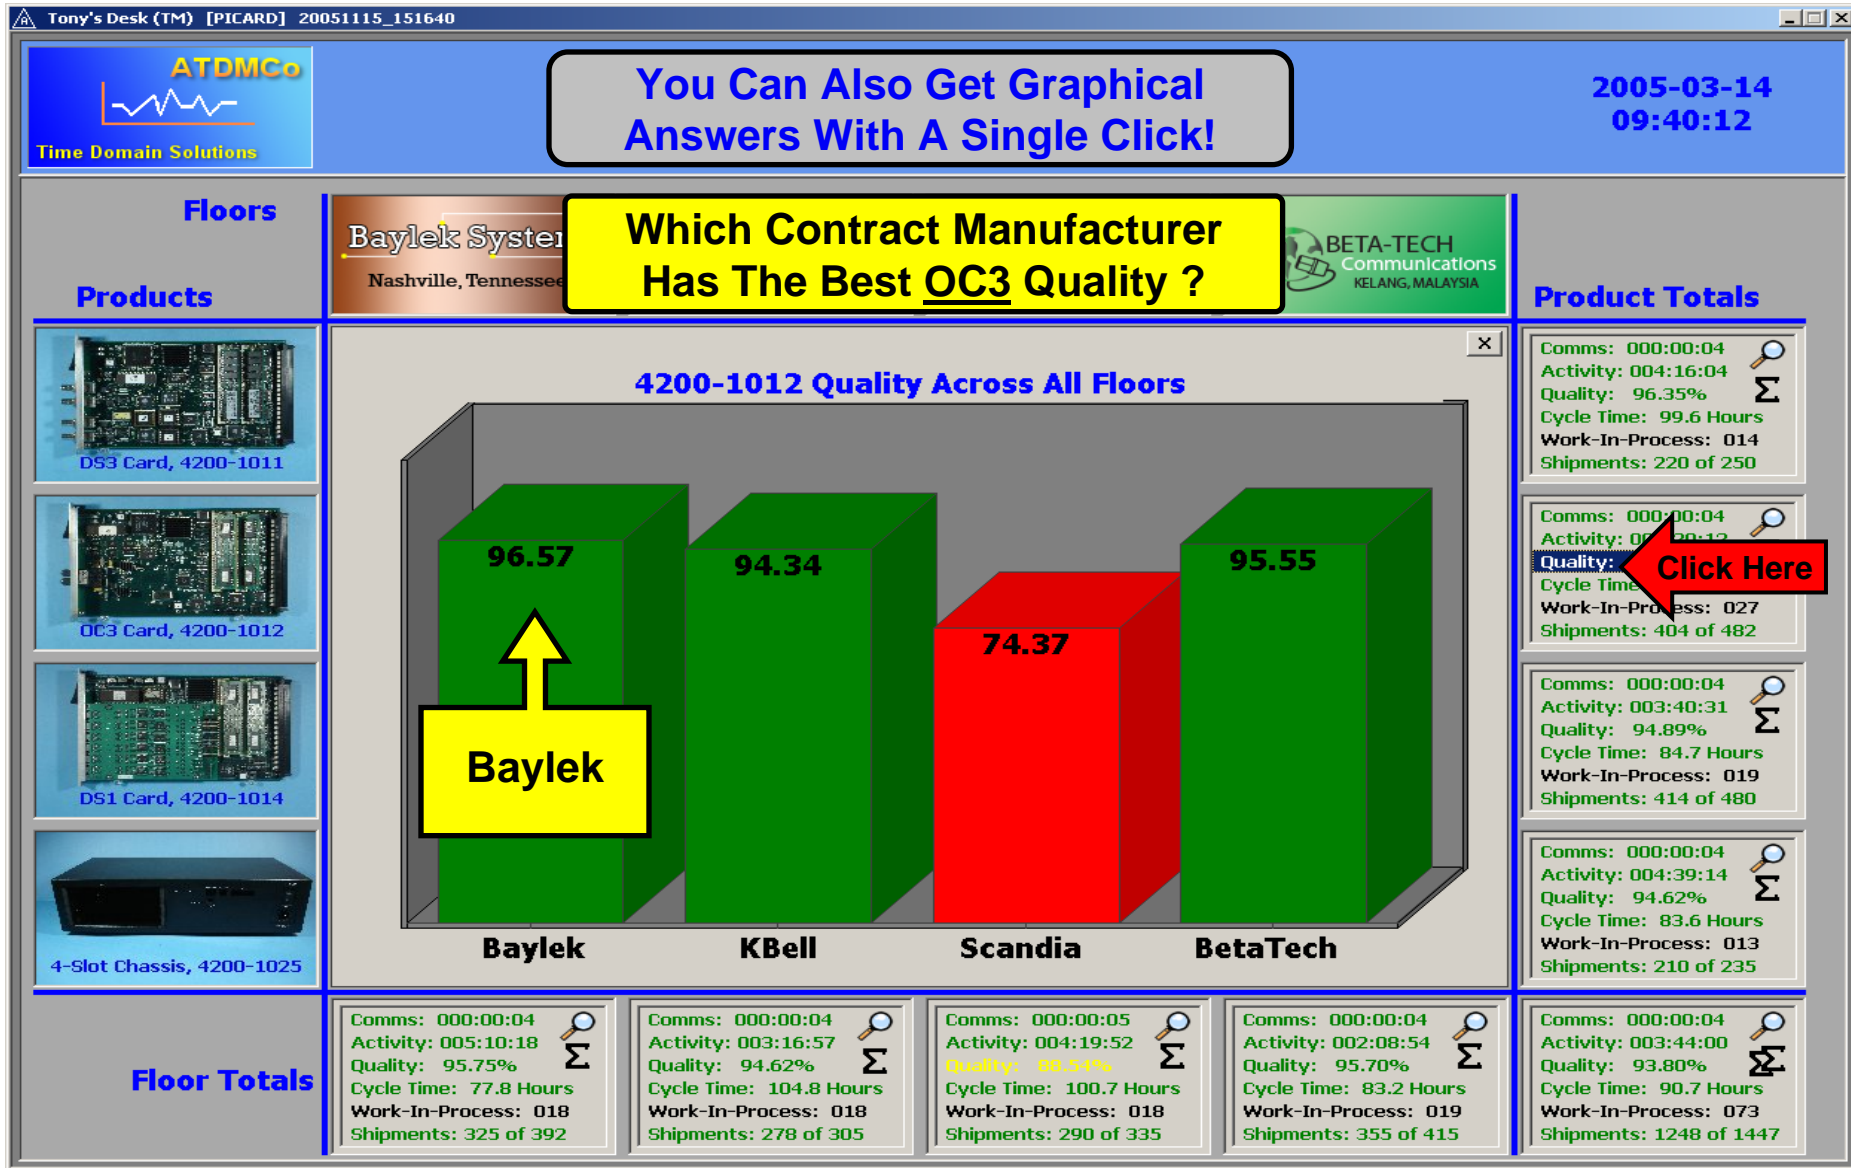 Tony's Desk (TM) [PICARD] 20051115_151640
ATDMCo
Time Domain Solutions
You Can Also Get Graphical
Answers With A Single Click!
2005-03-14
09:40:12
Floors
Products
Baylek
Nashville, Tennessee
Which Contract Manufacturer
Has The Best OC3 Quality ?
BETA-TECH
Communications
KELANG, MALAYSIA
Product Totals
DS3 Card, 4200-1011
OC3 Card, 4200-1012
DS1 Card, 4200-1014
4-Slot Chassis, 4200-1025
X
4200-1012 Quality Across All Floors
96.57
94.34
74.37
95.55
Baylek
Baylek
KBell
Scandia
BetaTech
Comms: 000:00:04
Activity: 004:16:04
Quality: 96.35%
Σ
Cycle Time: 99.6 Hours
Work-In-Process: 014
Shipments: 220 of 250
Comms: 000:00:04
Activity:
Quality:
Click Here
Cycle Time
Work-In-Process: 027
Shipments: 404 of 482
Comms: 000:00:04
Activity: 003:40:31
Quality: 94.89%
Σ
Cycle Time: 84.7 Hours
Work-In-Process: 019
Shipments: 414 of 480
Comms: 000:00:04
Activity: 004:39:14
Quality: 94.62%
Σ
Cycle Time: 83.6 Hours
Work-In-Process: 013
Shipments: 210 of 235
Floor Totals
Comms: 000:00:04
Activity: 005:10:18
Quality: 95.75%
Σ
Cycle Time: 77.8 Hours
Work-In-Process: 018
Shipments: 325 of 392
Comms: 000:00:04
Activity: 003:16:57
Quality: 94.62%
Σ
Cycle Time: 104.8 Hours
Work-In-Process: 018
Shipments: 278 of 305
Comms: 000:00:05
Activity: 004:19:52
Quality: 88.54%
Σ
Cycle Time: 100.7 Hours
Work-In-Process: 018
Shipments: 290 of 335
Comms: 000:00:04
Activity: 002:08:54
Quality: 95.70%
Σ
Cycle Time: 83.2 Hours
Work-In-Process: 019
Shipments: 355 of 415
Comms: 000:00:04
Activity: 003:44:00
Quality: 93.80%
ΣΣ
Cycle Time: 90.7 Hours
Work-In-Process: 073
Shipments: 1248 of 1447